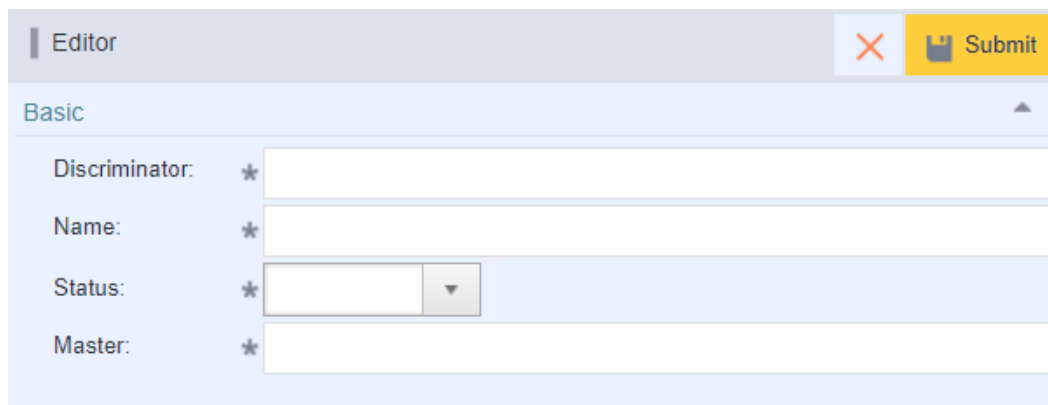 Editor
Submit
Basic
Discriminator: *
Name: *
Status: *
Master: *